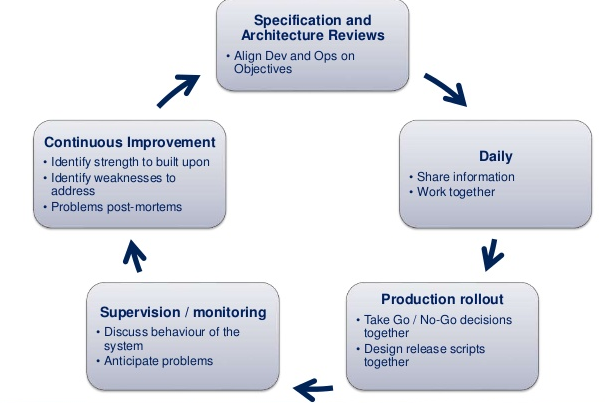 Specification and
Architecture Reviews
• Align Dev and Ops on
Objectives
Daily
• Share information
• Work together
Production rollout
• Take Go / No-Go decisions
together
• Design release scripts
together
Supervision / monitoring
• Discuss behaviour of the
system
• Anticipate problems
Continuous Improvement
• Identify strength to built upon
• Identify weaknesses to
address
• Problems post-mortems